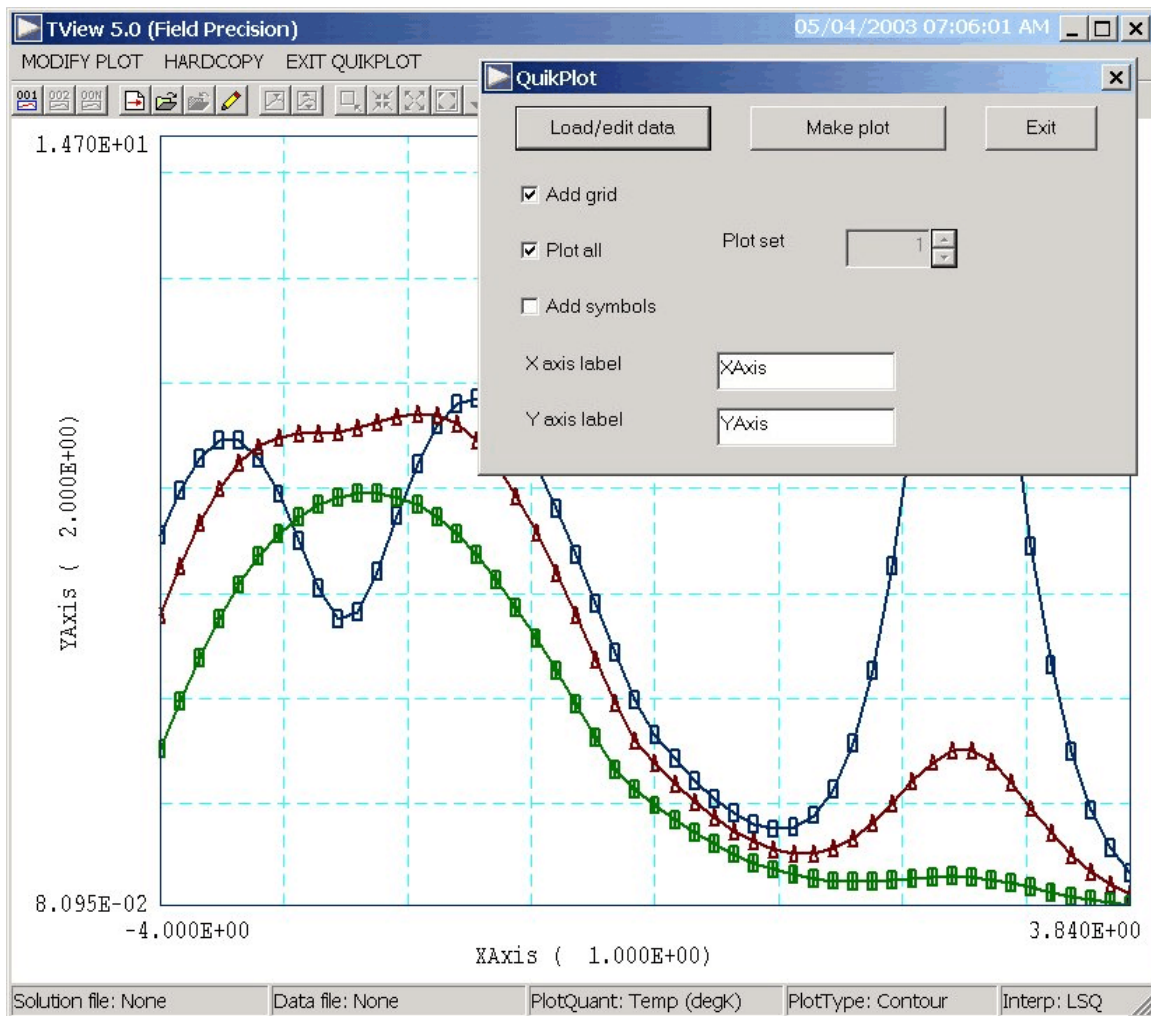 TView 5.0 (Field Precision) 05/04/2003 07:06:01 AM
MODIFY PLOT HARDCOPY EXIT QUIKPLOT
001 002 00N
QuikPlot
Load/edit data Make plot Exit
Add grid
Plot all Plot set 1
Add symbols
X axis label XAxis
Y axis label YAxis
1.470E+01
YAxis ( 2.000E+00)
8.095E-02
-4.000E+00 3.840E+00
XAxis ( 1.000E+00)
Solution file: None Data file: None PlotQuant: Temp (degK) PlotType: Contour Interp: LSQ